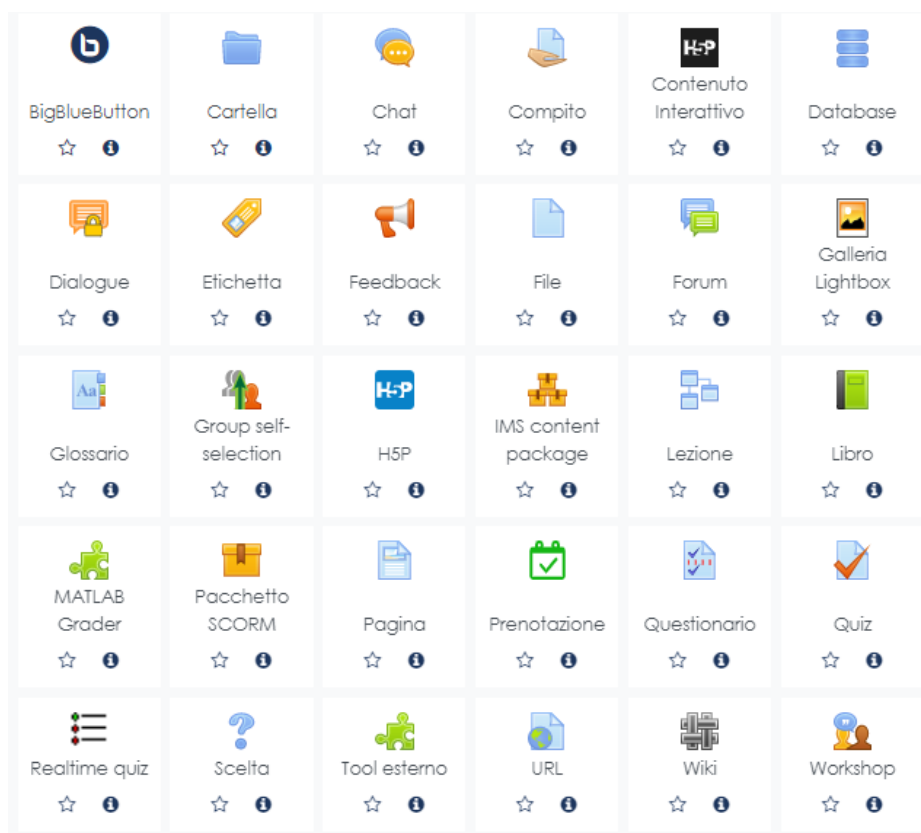 b
H5P
BigBlueButton
Cartella
Chat
Compito
Contenuto
Interattivo
Database
Dialogue
Etichetta
Feedback
File
Forum
Galleria
Lightbox
Aa
Glossario
Group self-
selection
H5P
H5P
IMS content
package
Lezione
Libro
MATLAB
Grader
Pacchetto
SCORM
Pagina
Prenotazione
Questionario
Quiz
Realtime quiz
?
Scelta
Tool esterno
URL
Wiki
Workshop